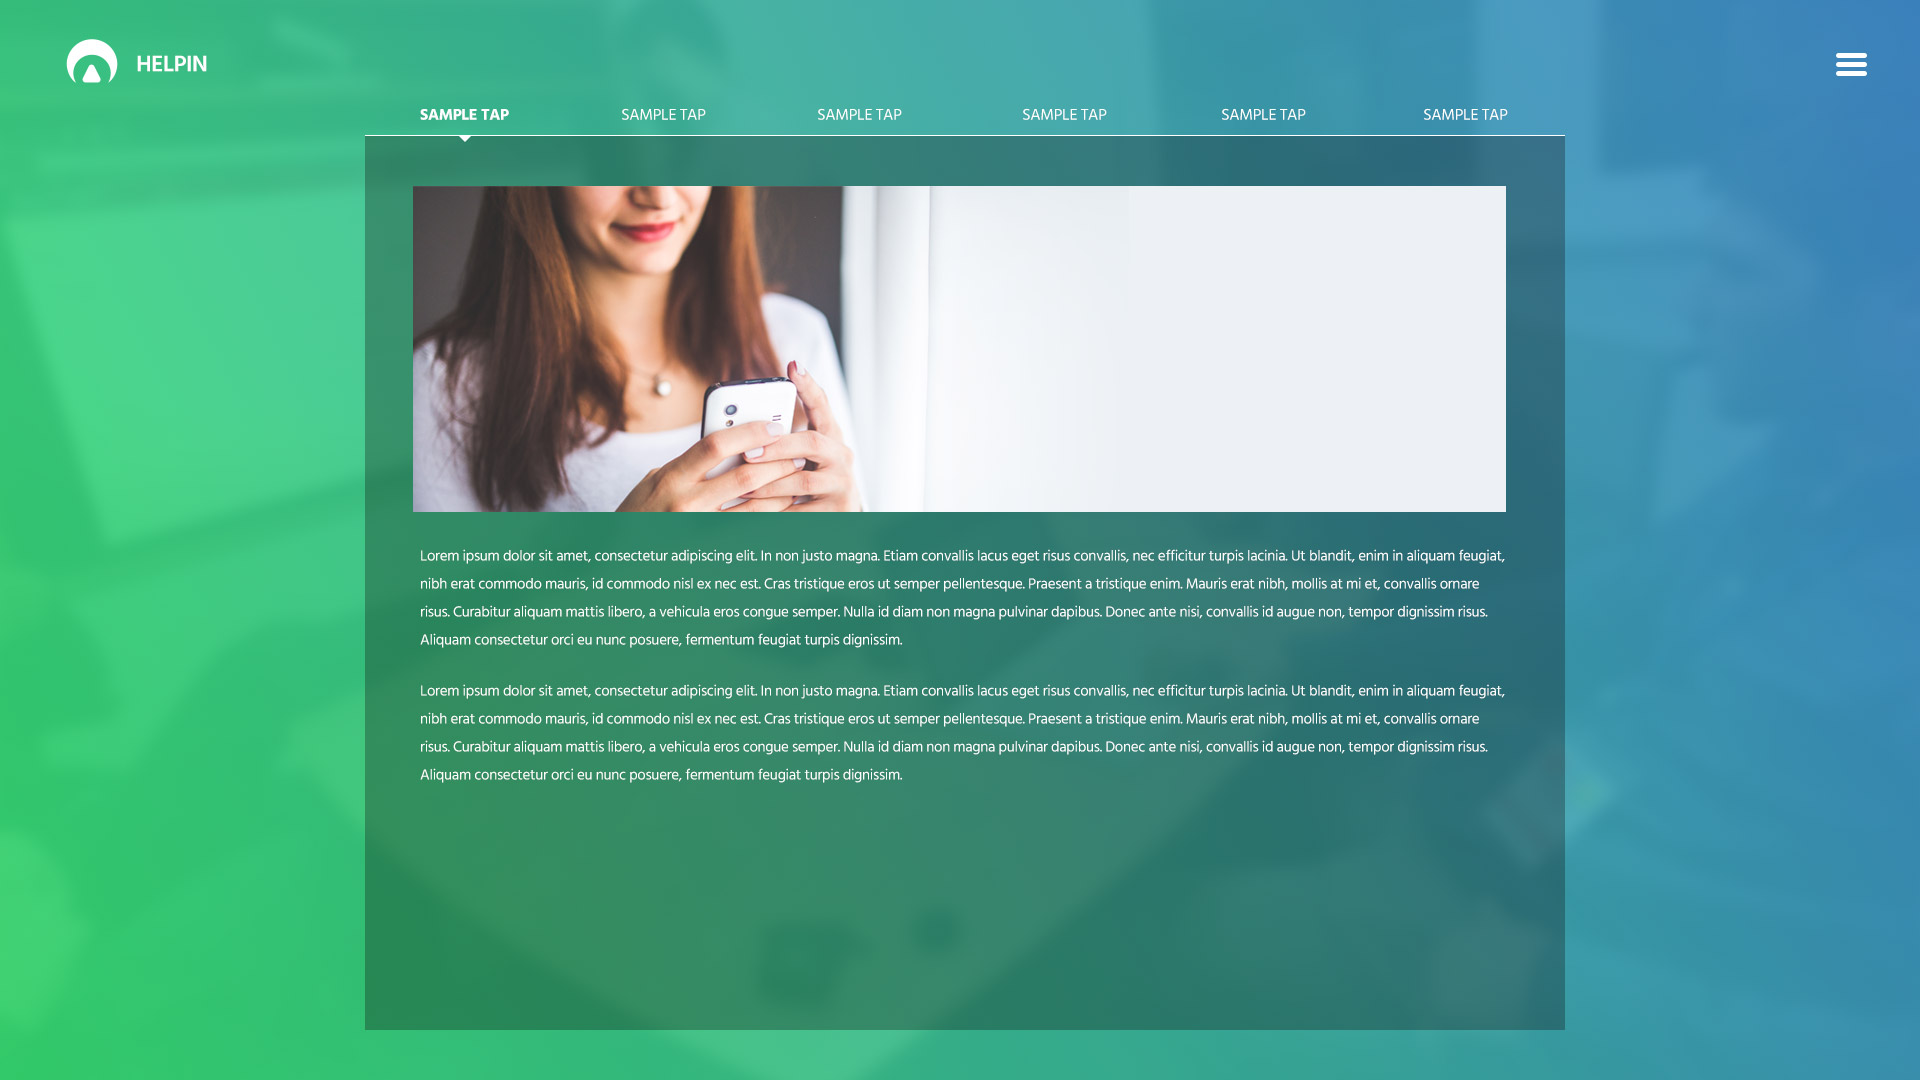 HELPIN
SAMPLE TAP SAMPLE TAP SAMPLE TAP SAMPLE TAP SAMPLE TAP SAMPLE TAP
Lorem ipsum dolor sit amet, consectetur adipiscing elit. In non justo magna. Etiam convallis lacus eget risus convallis, nec efficitur turpis lacinia. Ut blandit, enim in aliquam feugiat,
nibh erat commodo mauris, id commodo nisl ex nec est. Cras tristique eros ut semper pellentesque. Praesent a tristique enim. Mauris erat nibh, mollis at mi et, convallis ornare
risus. Curabitur aliquam mattis libero, a vehicula eros congue semper. Nulla id diam non magna pulvinar dapibus. Donec ante nisi, convallis id augue non, tempor dignissim risus.
Aliquam consectetur orci eu nunc posuere, fermentum feugiat turpis dignissim.
Lorem ipsum dolor sit amet, consectetur adipiscing elit. In non justo magna. Etiam convallis lacus eget risus convallis, nec efficitur turpis lacinia. Ut blandit, enim in aliquam feugiat,
nibh erat commodo mauris, id commodo nisl ex nec est. Cras tristique eros ut semper pellentesque. Praesent a tristique enim. Mauris erat nibh, mollis at mi et, convallis ornare
risus. Curabitur aliquam mattis libero, a vehicula eros congue semper. Nulla id diam non magna pulvinar dapibus. Donec ante nisi, convallis id augue non, tempor dignissim risus.
Aliquam consectetur orci eu nunc posuere, fermentum feugiat turpis dignissim.